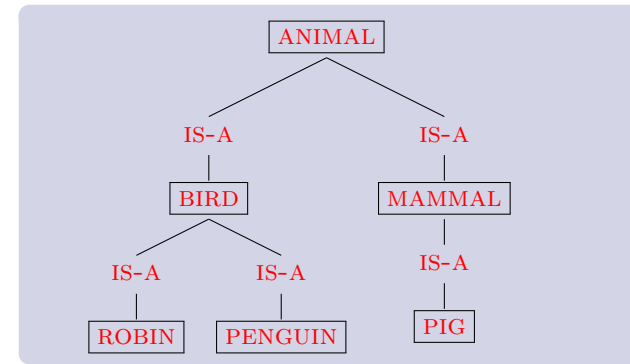 ANIMAL
IS-A IS-A
BIRD MAMMAL
IS-A IS-A IS-A
ROBIN PENGUIN PIG